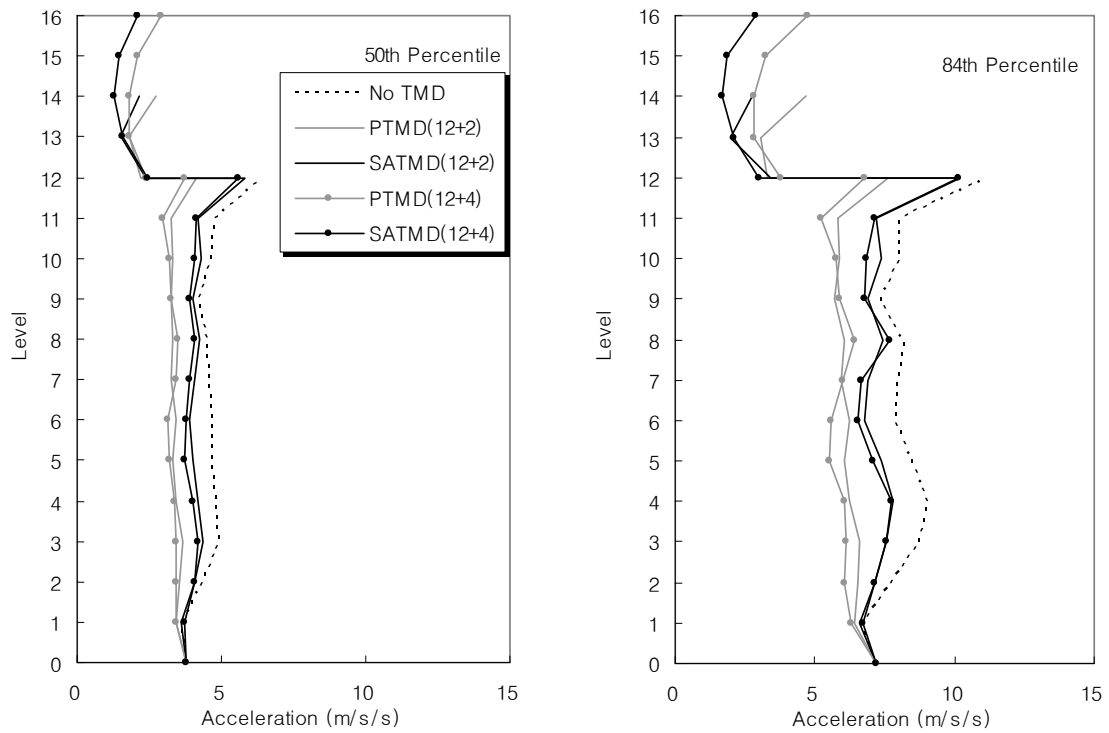 16
15
14
13
12
11
10
9
8
7
6
5
4
3
2
1
0
Level
50th Percentile
No TMD
PTMD(12+2)
SATMD(12+2)
PTMD(12+4)
SATMD(12+4)
0 5 10 15
Acceleration (m/s/s)
16
15
14
13
12
11
10
9
8
7
6
5
4
3
2
1
0
Level
84th Percentile
0 5 10 15
Acceleration (m/s/s)